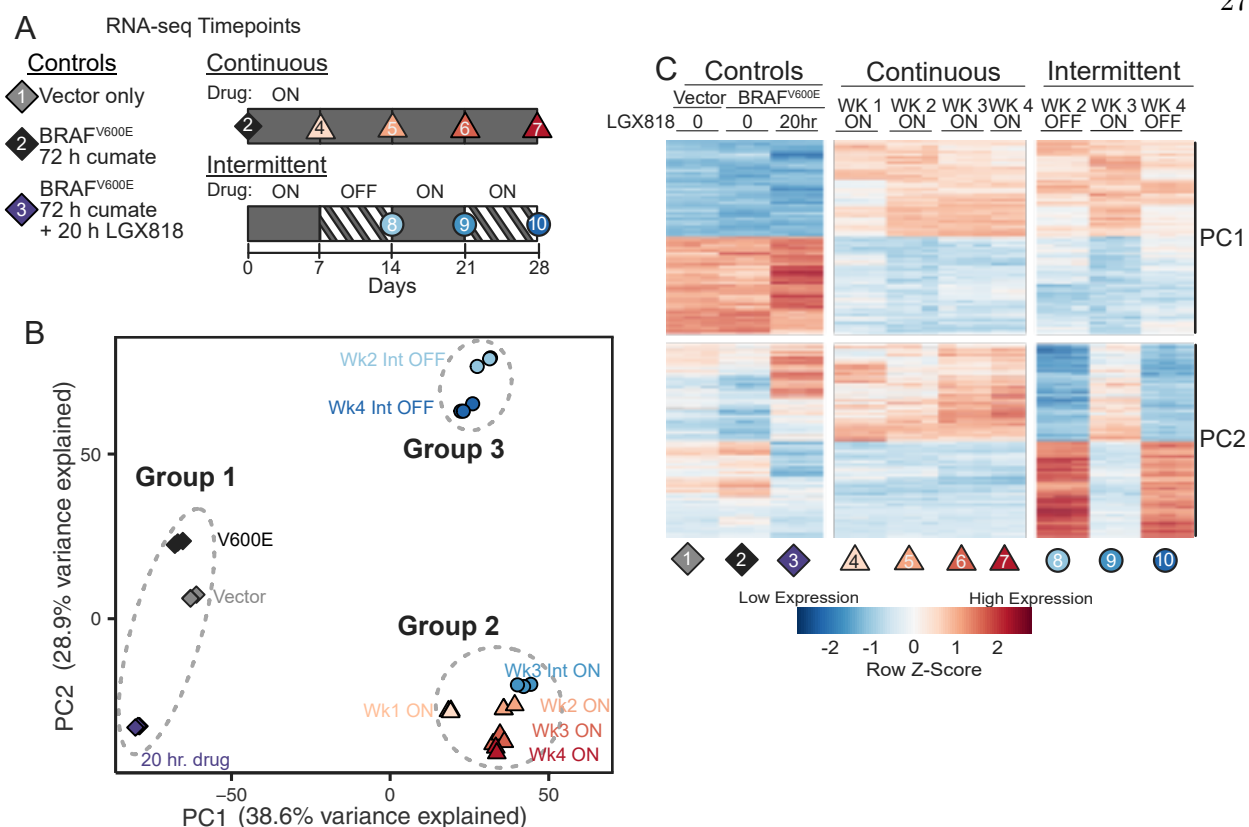 27
A
RNA-seq Timepoints
Controls
1 Vector only
2 BRAFV600E
72 h cumate
3 BRAFV600E
72 h cumate
+ 20 h LGX818
Continuous
Drug: ON
2 4 5 6 7
Intermittent
Drug: ON OFF ON ON
8 9 10
0 7 14 21 28
Days
B
Wk2 Int OFF
Wk4 Int OFF
Group 3
Group 1
V600E
Vector
20 hr. drug
Group 2
Wk3 Int ON
Wk1 ON
Wk2 ON
Wk3 ON
Wk4 ON
50
0
PC2 (28.9% variance explained)
−50 0 50
PC1 (38.6% variance explained)
C
Controls Continuous Intermittent
Vector BRAFV600E
WK 1 WK 2 WK 3 WK 4 WK 2 WK 3 WK 4
LGX818 0 0 20hr ON ON ON ON OFF ON OFF
PC1
PC2
1 2 3 4 5 6 7 8 9 10
Low Expression High Expression
-2 -1 0 1 2
Row Z-Score